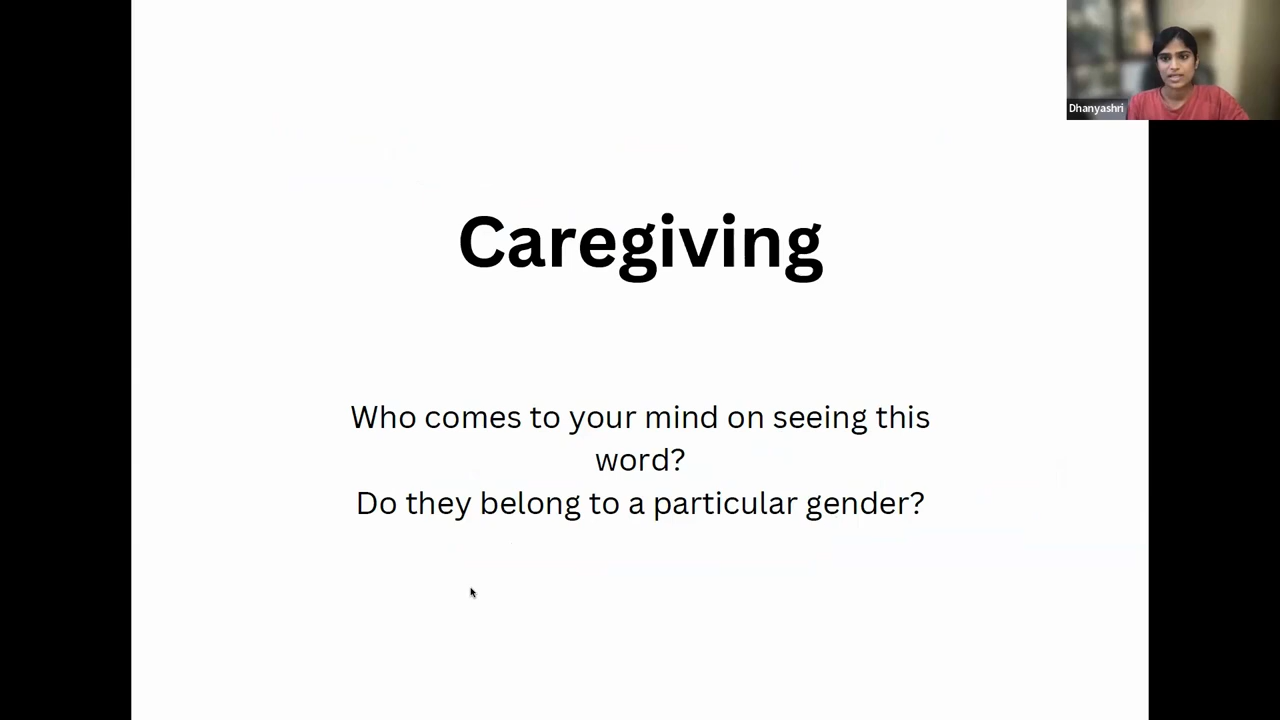 Dhanyashri
Caregiving
Who comes to your mind on seeing this
word?
Do they belong to a particular gender?